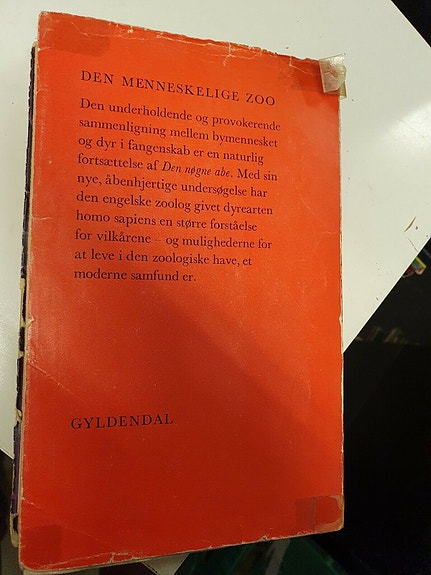 DEN MENNESKELIGE ZOO
Den underholdende og provokerende
sammenligning mellem bymennesket
og dyr i fangenskab er en naturlig
fortsættelse af Den nøgne abe. Med sin
nye, åbenhjertige undersøgelse har
den engelske zoolog givet dyrearten
homo sapiens en større forståelse
for vilkårene – og mulighederne for
at leve i den zoologiske have, et
moderne samfund er.
GYLDENDAL